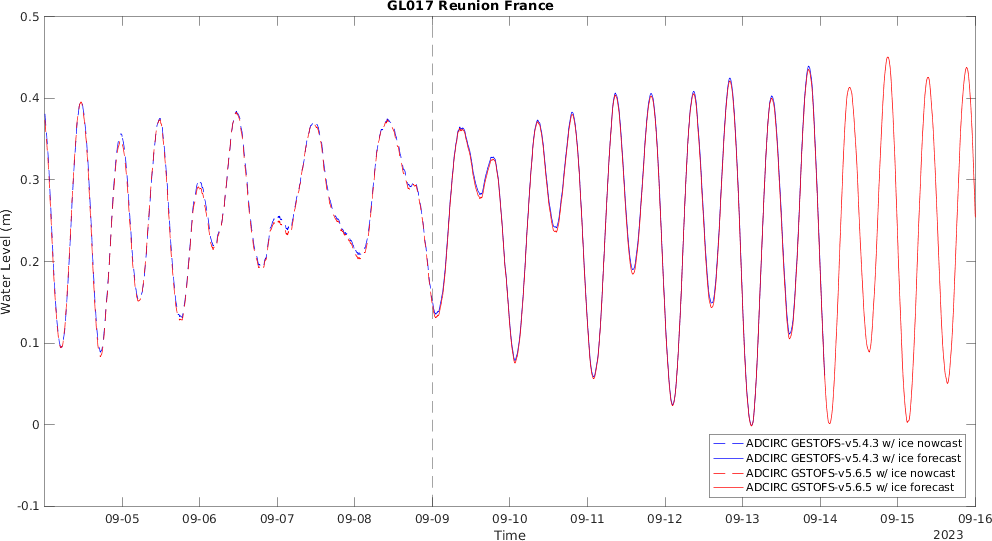 GL017 Reunion France
Water Level (m)
0.5
0.4
0.3
0.2
0.1
0
-0.1
ADCIRC GESTOFS-v5.4.3 w/ ice nowcast
ADCIRC GESTOFS-v5.4.3 w/ ice forecast
ADCIRC GSTOFS-v5.6.5 w/ ice nowcast
ADCIRC GSTOFS-v5.6.5 w/ ice forecast
09-05 09-06 09-07 09-08 09-09 09-10 09-11 09-12 09-13 09-14 09-15 09-16
Time
2023